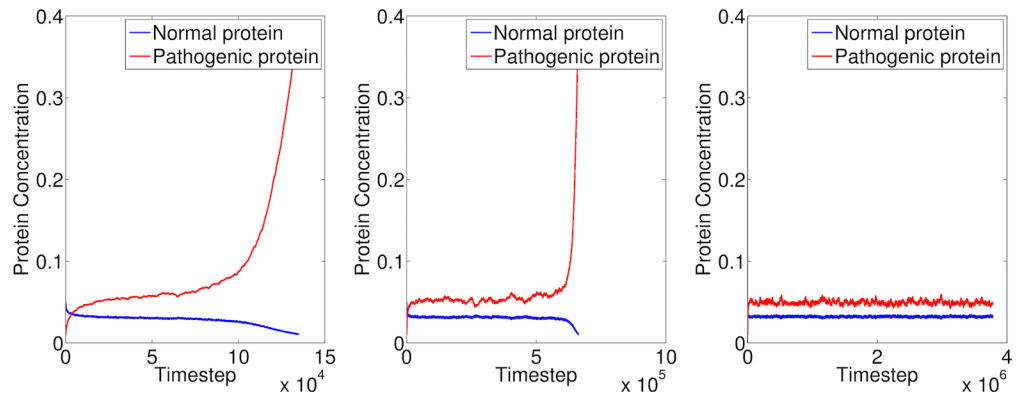 0.4
0.3
0.2
0.1
0
Protein Concentration
Normal protein
Pathogenic protein
0
5
10
15
Timestep
x 10^4
0.4
0.3
0.2
0.1
0
Protein Concentration
Normal protein
Pathogenic protein
0
5
10
Timestep
x 10^5
0.4
0.3
0.2
0.1
0
Protein Concentration
Normal protein
Pathogenic protein
0
2
4
Timestep
x 10^6